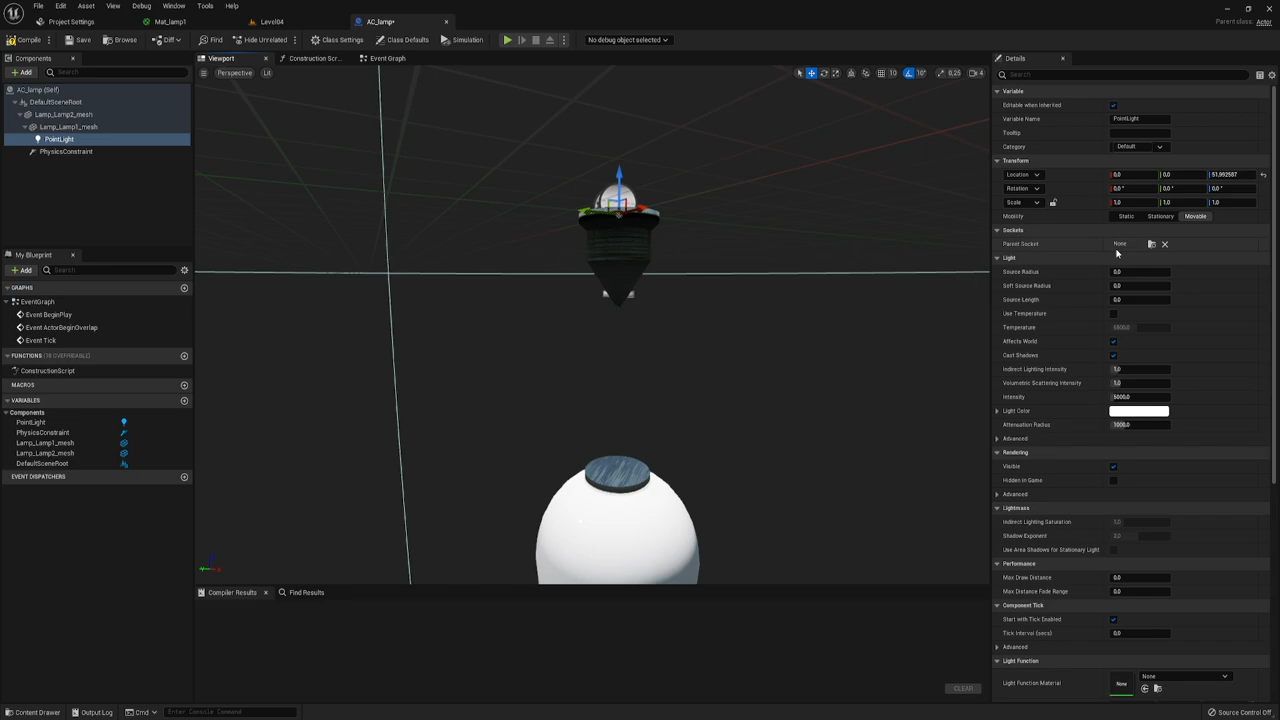 File Edit Asset View Debug Window Tools Help
Project Settings Mat_lamp1 Level04 AC_lamp• Parent class: Actor
Compile Save Browse Diff Find Hide Unrelated Class Settings Class Defaults Simulation No debug object selected
Components
Add Search
AC_lamp (Self)
DefaultSceneRoot
Lamp_Lamp2_mesh
Lamp_Lamp1_mesh
PointLight
PhysicsConstraint
My Blueprint
Add Search
GRAPHS
EventGraph
Event BeginPlay
Event ActorBeginOverlap
Event Tick
FUNCTIONS (18 OVERRIDABLE)
ConstructionScript
MACROS
VARIABLES
Components
PointLight
PhysicsConstraint
Lamp_Lamp1_mesh
Lamp_Lamp2_mesh
DefaultSceneRoot
EVENT DISPATCHERS
Viewport Construction Scr... Event Graph
Perspective Lit 10 10° 0,25 4
Compiler Results Find Results
CLEAR
Details
Search
Variable
Editable when Inherited
Variable Name PointLight
Tooltip
Category Default
Transform
Location 0,0 0,0 51,992587
Rotation 0,0 ° 0,0 ° 0,0 °
Scale 1,0 1,0 1,0
Mobility Static Stationary Movable
Sockets
Parent Socket None
Light
Source Radius 0,0
Soft Source Radius 0,0
Source Length 0,0
Use Temperature
Temperature 6500,0
Affects World
Cast Shadows
Indirect Lighting Intensity 1,0
Volumetric Scattering Intensity 1,0
Intensity 5000,0
Light Color
Attenuation Radius 1000,0
Advanced
Rendering
Visible
Hidden in Game
Advanced
Lightmass
Indirect Lighting Saturation 1,0
Shadow Exponent 2,0
Use Area Shadows for Stationary Light
Performance
Max Draw Distance 0,0
Max Distance Fade Range 0,0
Component Tick
Start with Tick Enabled
Tick Interval (secs) 0,0
Advanced
Light Function
Light Function Material None None
Content Drawer Output Log Cmd Enter Console Command Source Control Off